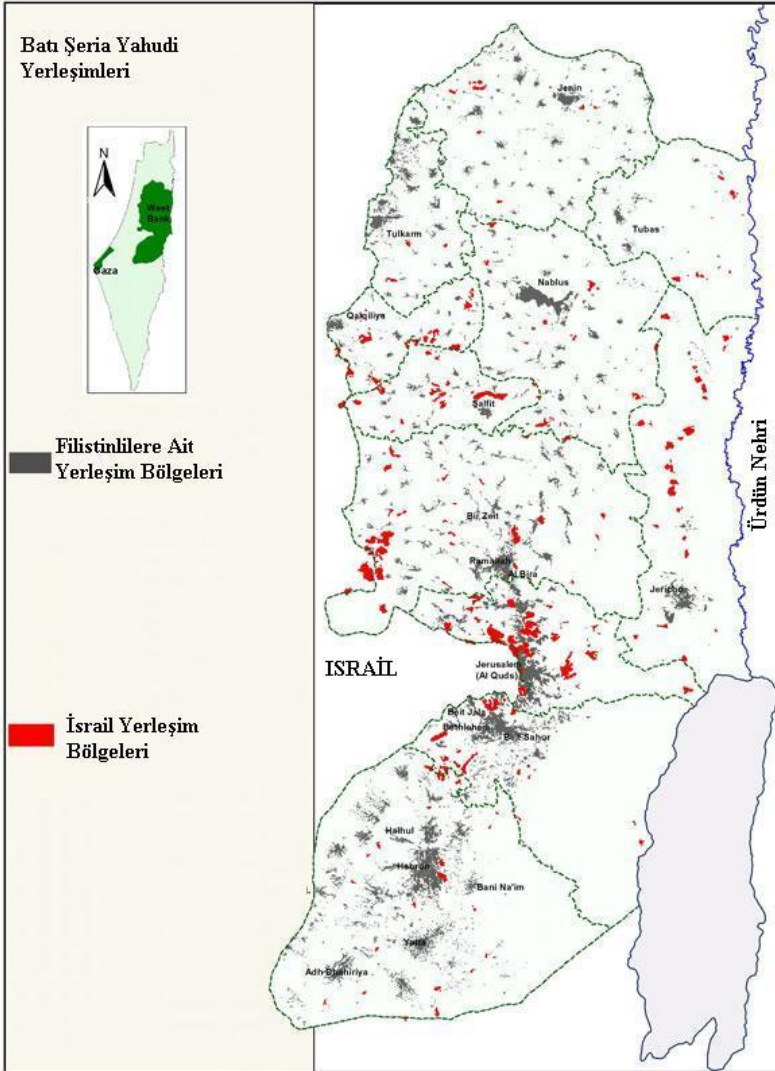 Batı Şeria Yahudi
Yerleşimleri
N
West
Bank
Gaza
Filistinlilere Ait
Yerleşim Bölgeleri
İsrail Yerleşim
Bölgeleri
Jenin
Tubas
Tulkarm
Nablus
Qalqiliya
Salfit
Ürdün Nehri
Bir Zeit
Ramallah
Al Bira
Jericho
ISRAİL
Jerusalem
(Al Quds)
Beit Jala
Bethlehem
Beit Sahur
Halhul
Hebron
Bani Na'im
Yatta
Adh Dhahiriya